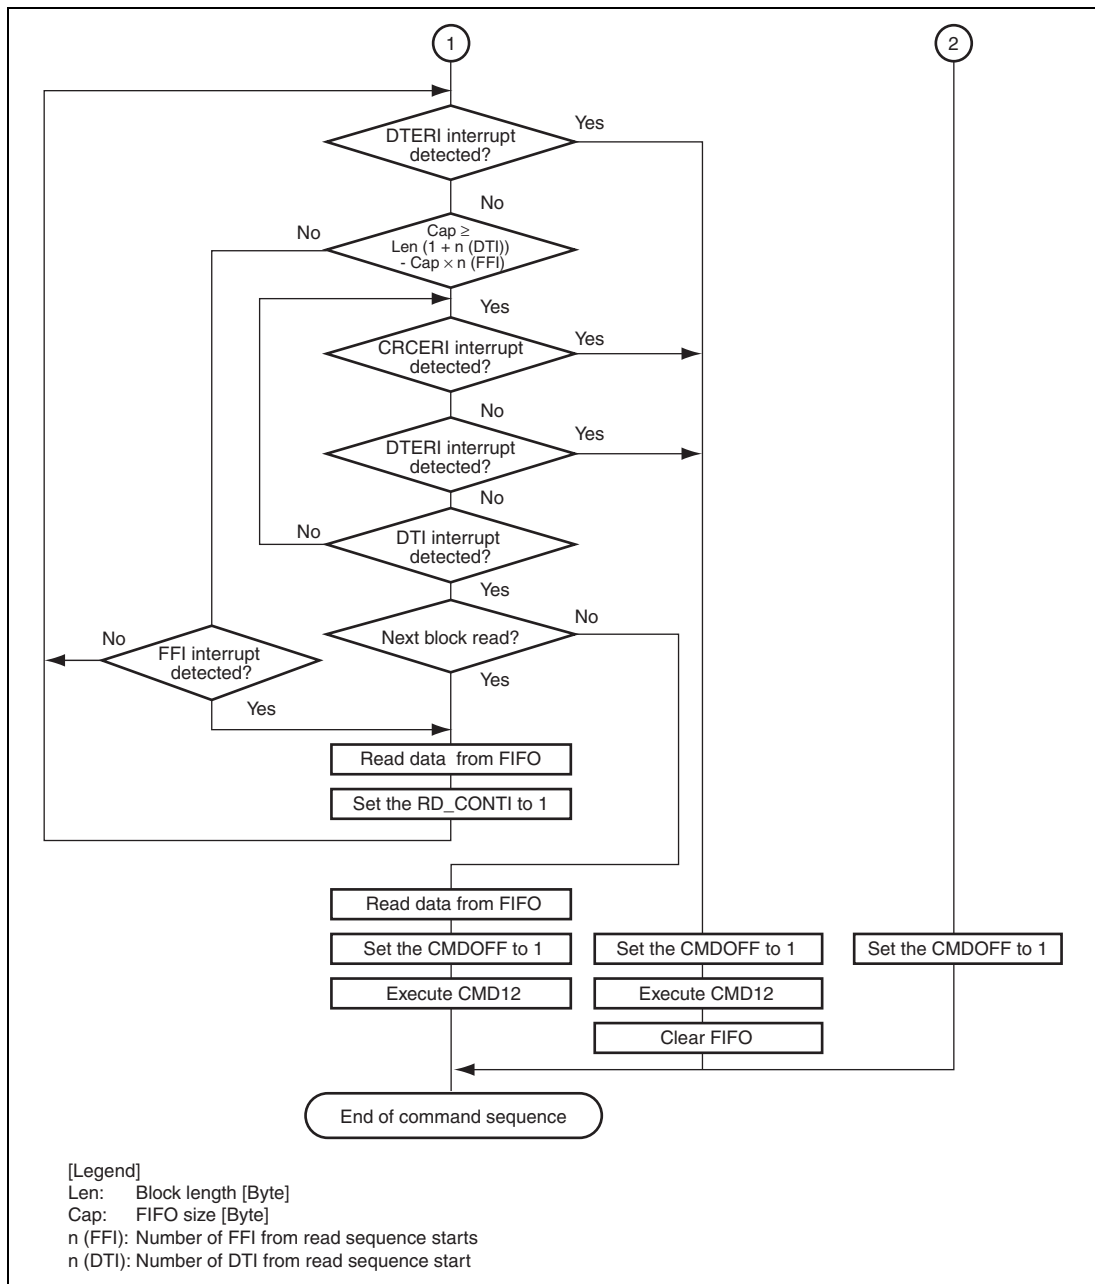 1
2
DTERI interrupt
detected?
Yes
No
Cap ≥
Len (1 + n (DTI))
- Cap × n (FFI)
No
Yes
CRCERI interrupt
detected?
Yes
No
DTERI interrupt
detected?
Yes
No
DTI interrupt
detected?
No
Yes
Next block read?
No
Yes
FFI interrupt
detected?
No
Yes
Read data from FIFO
Set the RD_CONTI to 1
Read data from FIFO
Set the CMDOFF to 1
Execute CMD12
Set the CMDOFF to 1
Execute CMD12
Clear FIFO
Set the CMDOFF to 1
End of command sequence
[Legend]
Len: Block length [Byte]
Cap: FIFO size [Byte]
n (FFI): Number of FFI from read sequence starts
n (DTI): Number of DTI from read sequence start